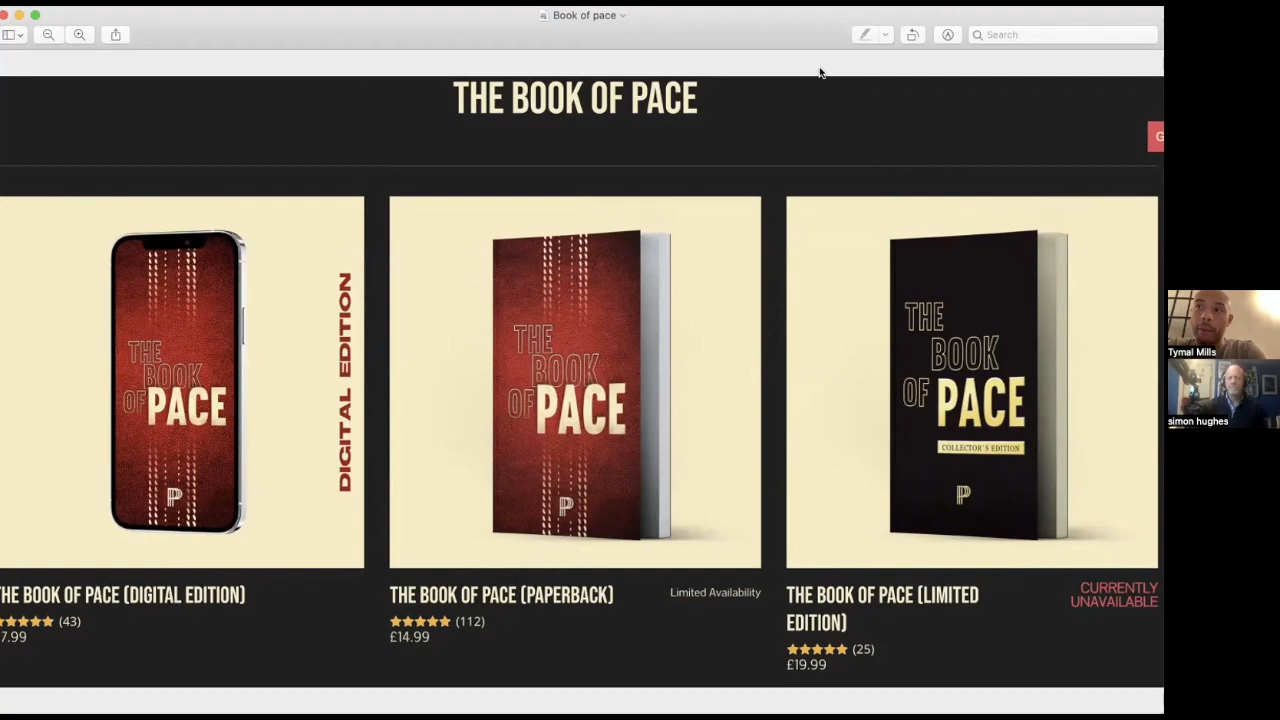 Book of pace
Search
THE BOOK OF PACE
G
THE
BOOK
OF PACE
DIGITAL EDITION
THE
BOOK
OF PACE
THE
BOOK
OF PACE
COLLECTOR'S EDITION
THE BOOK OF PACE (DIGITAL EDITION)
(43)
7.99
THE BOOK OF PACE (PAPERBACK)
Limited Availability
(112)
£14.99
THE BOOK OF PACE (LIMITED
EDITION)
CURRENTLY
UNAVAILABLE
(25)
£19.99
Tymal Mills
simon hughes